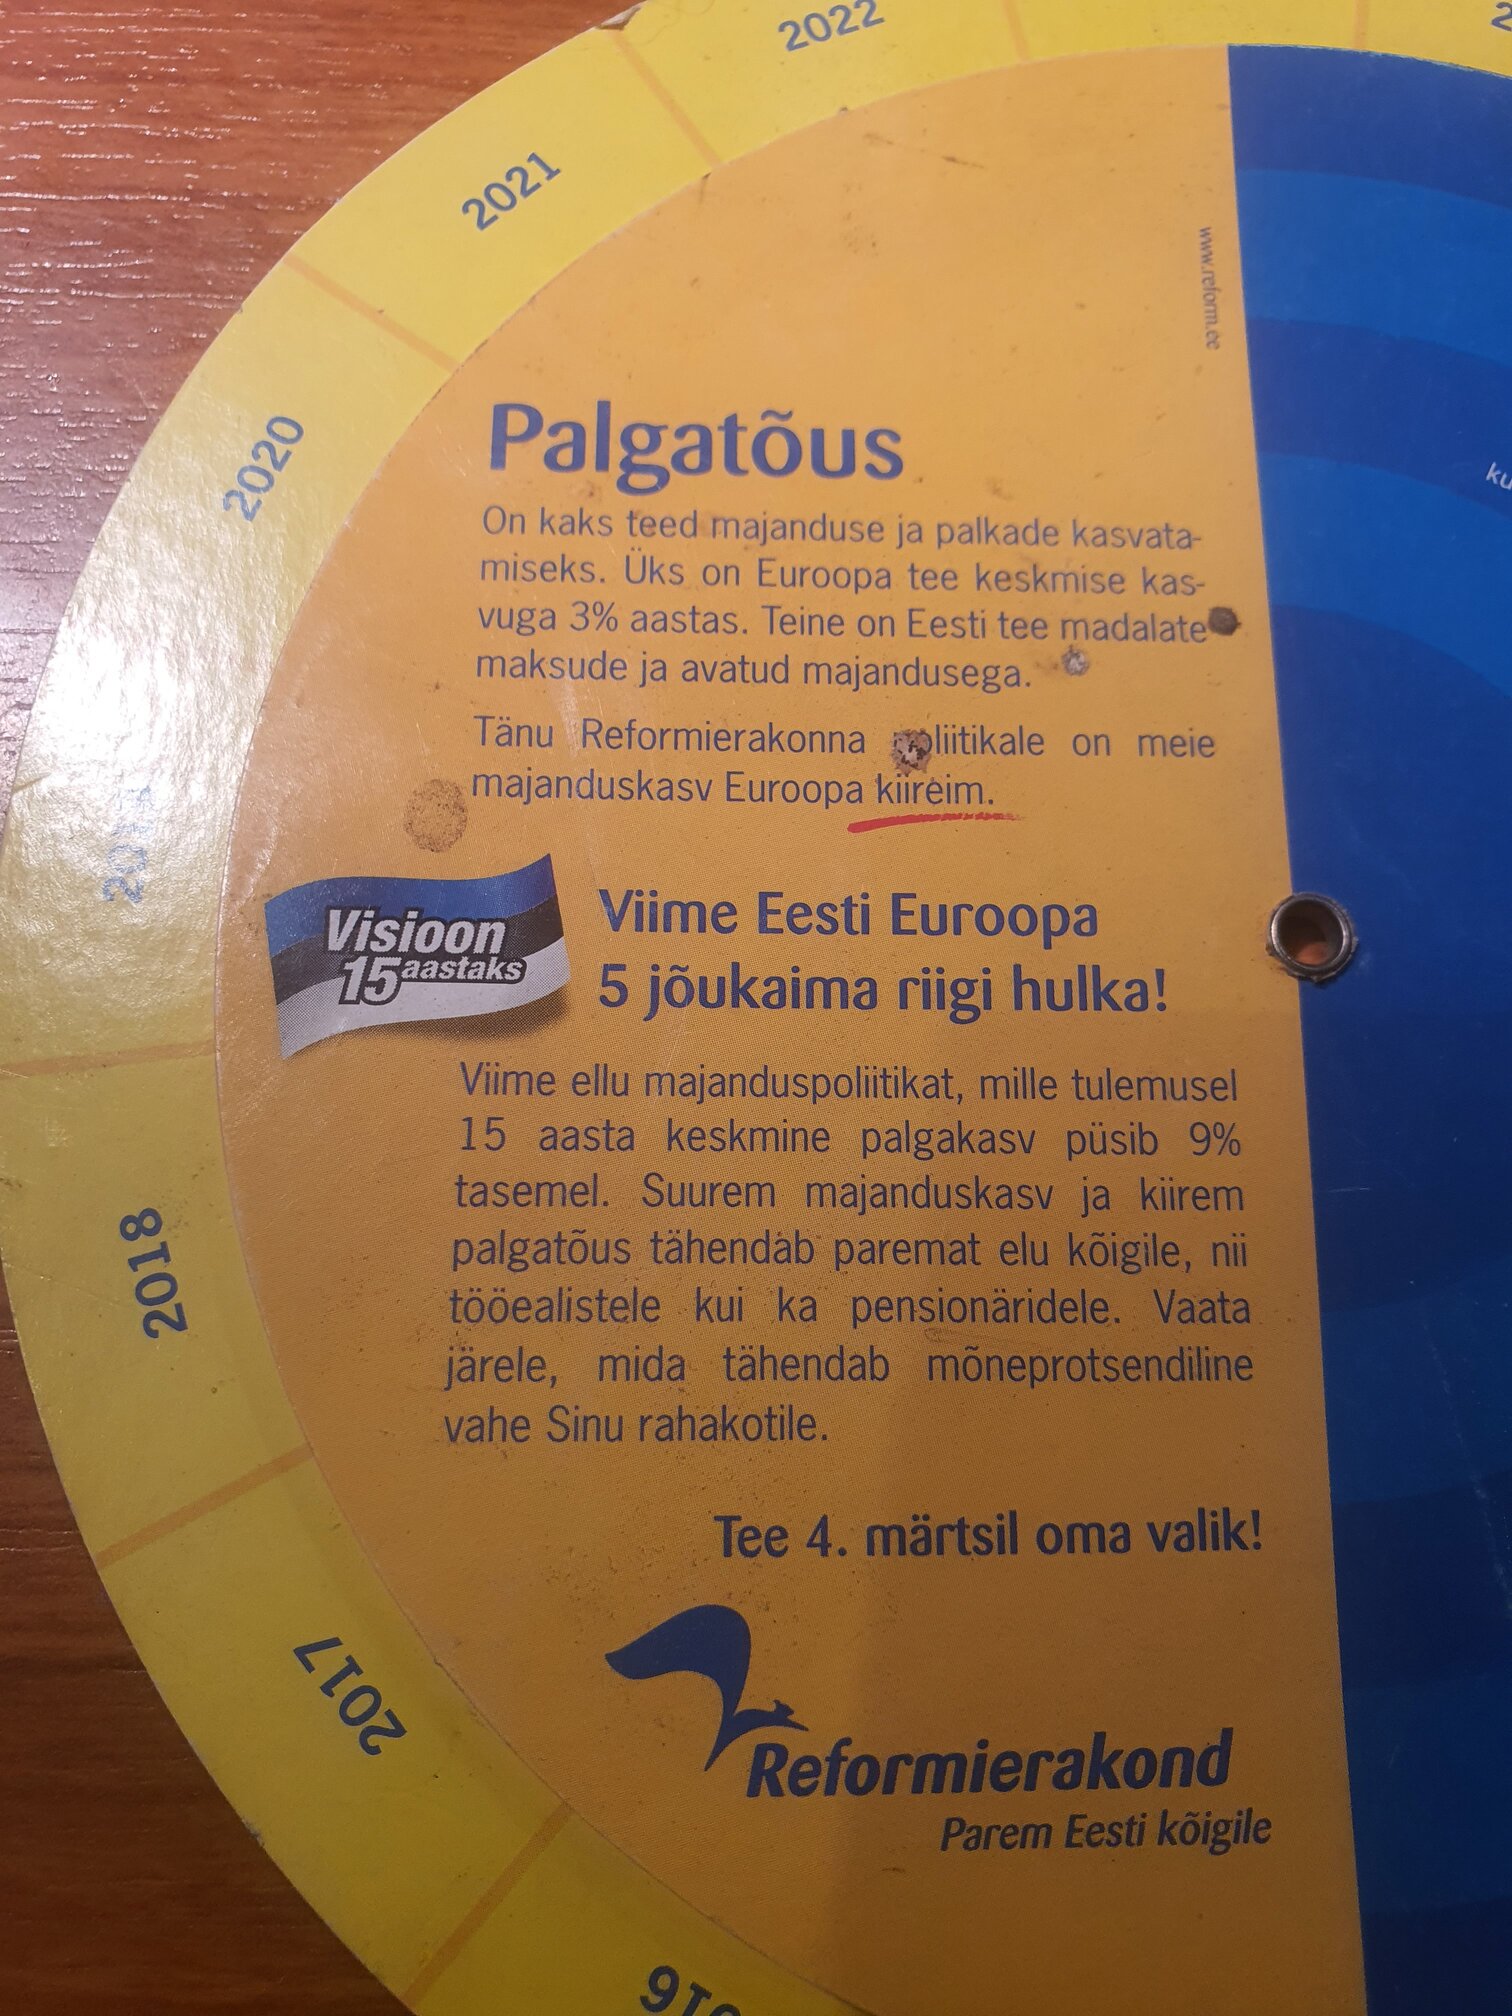 2022
2021
2020
2018
2017
www.reform.ee
Palgatõus
On kaks teed majanduse ja palkade kasvata-
miseks. Üks on Euroopa tee keskmise kas-
vuga 3% aastas. Teine on Eesti tee madalate
maksude ja avatud majandusega.
Tänu Reformierakonna poliitikale on meie
majanduskasv Euroopa kiireim.
Visioon
15 aastaks
Viime Eesti Euroopa
5 jõukaima riigi hulka!
Viime ellu majanduspoliitikat, mille tulemusel
15 aasta keskmine palgakasv püsib 9%
tasemel. Suurem majanduskasv ja kiirem
palgatõus tähendab paremat elu kõigile, nii
tööealistele kui ka pensionäridele. Vaata
järele, mida tähendab mõneprotsendiline
vahe Sinu rahakotile.
Tee 4. märtsil oma valik!
Reformierakond
Parem Eesti kõigile